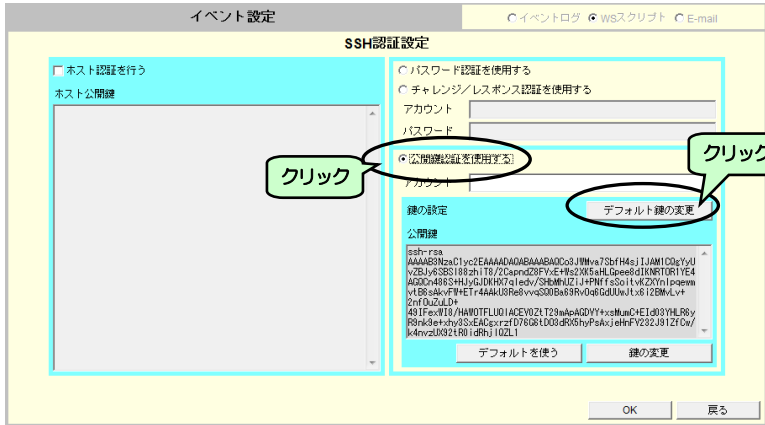 イベント設定
イベントログ WSスクリプト E-mail
SSH認証設定
ホスト認証を行う
ホスト公開鍵
パスワード認証を使用する
チャレンジ/レスポンス認証を使用する
アカウント
パスワード
公開鍵認証を使用する
アカウント
クリック
クリック
鍵の設定
デフォルト鍵の変更
公開鍵
ssh-rsa
デフォルトを使う
鍵の変更
OK
戻る